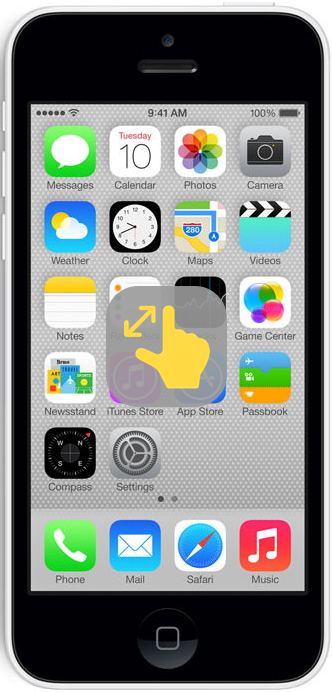 9:41 AM 100%
Tuesday
10
Messages Calendar Photos Camera
280
Weather Clock Maps Videos
Notes Game Center
Newsstand iTunes Store App Store Passbook
N
W E
S
Compass Settings
Phone Mail Safari Music